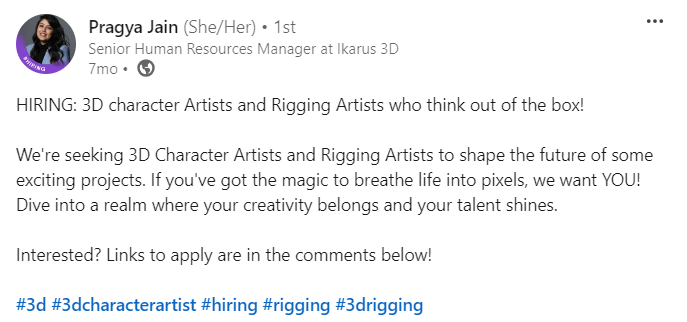 Pragya Jain (She/Her) • 1st
Senior Human Resources Manager at Ikarus 3D
7mo •
#HIRING
HIRING: 3D character Artists and Rigging Artists who think out of the box!
We're seeking 3D Character Artists and Rigging Artists to shape the future of some
exciting projects. If you've got the magic to breathe life into pixels, we want YOU!
Dive into a realm where your creativity belongs and your talent shines.
Interested? Links to apply are in the comments below!
#3d #3dcharacterartist #hiring #rigging #3drigging